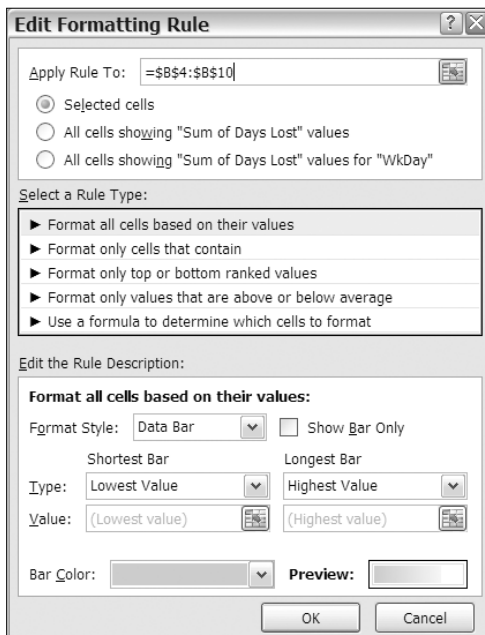 Edit Formatting Rule
Apply Rule To: =$B$4:$B$10
Selected cells
All cells showing "Sum of Days Lost" values
All cells showing "Sum of Days Lost" values for "WkDay"
Select a Rule Type:
► Format all cells based on their values
► Format only cells that contain
► Format only top or bottom ranked values
► Format only values that are above or below average
► Use a formula to determine which cells to format
Edit the Rule Description:
Format all cells based on their values:
Format Style: Data Bar Show Bar Only
Shortest Bar Longest Bar
Type: Lowest Value Highest Value
Value: (Lowest value) (Highest value)
Bar Color: Preview:
OK Cancel